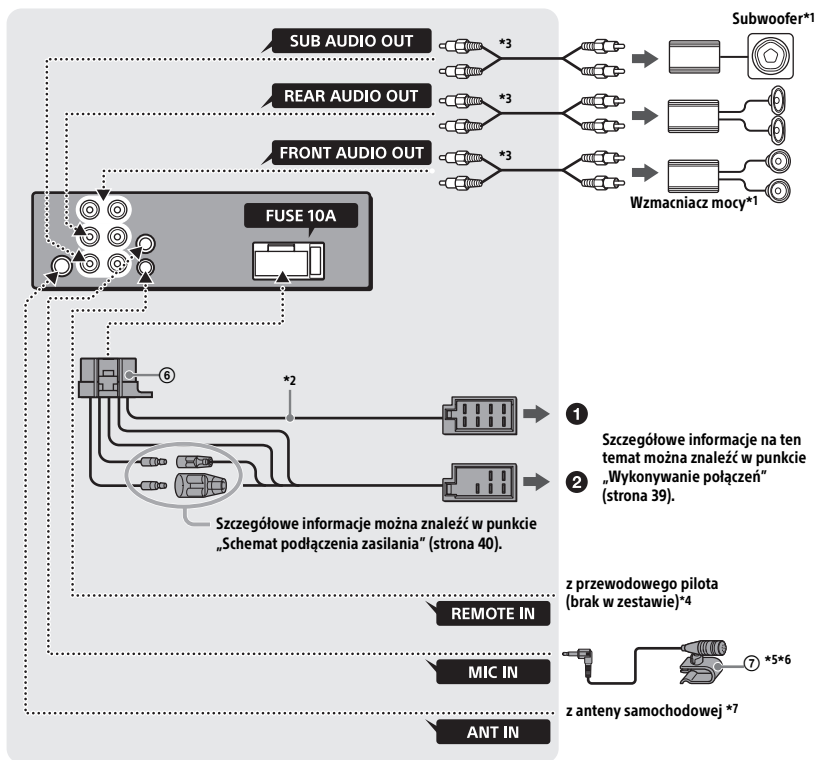 Subwoofer*1
SUB AUDIO OUT
*3
REAR AUDIO OUT
*3
FRONT AUDIO OUT
*3
Wzmacniacz mocy*1
FUSE 10A
⑥
*2
❶
❷
Szczegółowe informacje na ten
temat można znaleźć w punkcie
„Wykonywanie połączeń”
(strona 39).
Szczegółowe informacje można znaleźć w punkcie
„Schemat podłączenia zasilania” (strona 40).
z przewodowego pilota
(brak w zestawie)*4
REMOTE IN
MIC IN
⑦ *5*6
z anteny samochodowej *7
ANT IN